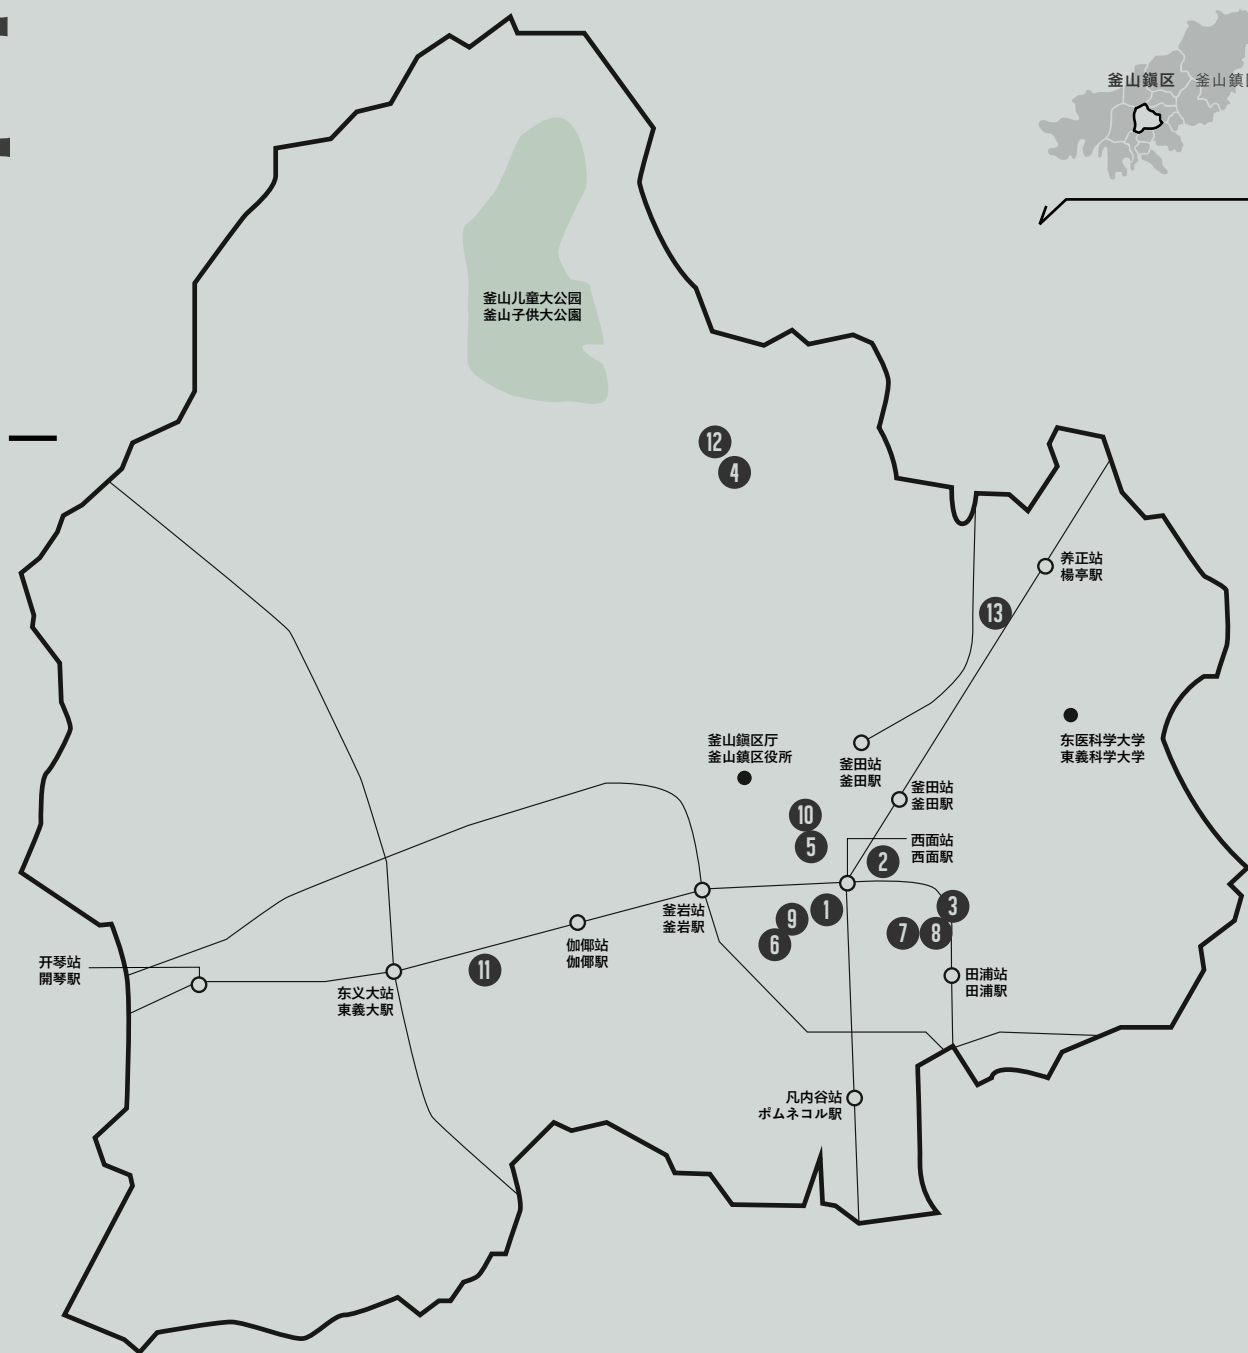 釜山鎭区 釜山鎮
釜山儿童大公园
釜山子供大公園
12
4
养正站
楊亭駅
13
东医科学大学
東義科学大学
釜山鎭区厅
釜山鎮区役所
釜田站
釜田駅
釜田站
釜田駅
10
5
西面站
西面駅
2
釜岩站
釜岩駅
1
9
6
3
7
8
伽倻站
伽倻駅
11
开琴站
開琴駅
东义大站
東義大駅
田浦站
田浦駅
凡内谷站
ポムネコル駅